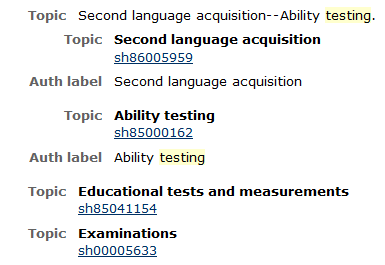 Topic Second language acquisition--Ability testing.
Topic Second language acquisition
sh86005959
Auth label Second language acquisition
Topic Ability testing
sh85000162
Auth label Ability testing
Topic Educational tests and measurements
sh85041154
Topic Examinations
sh00005633